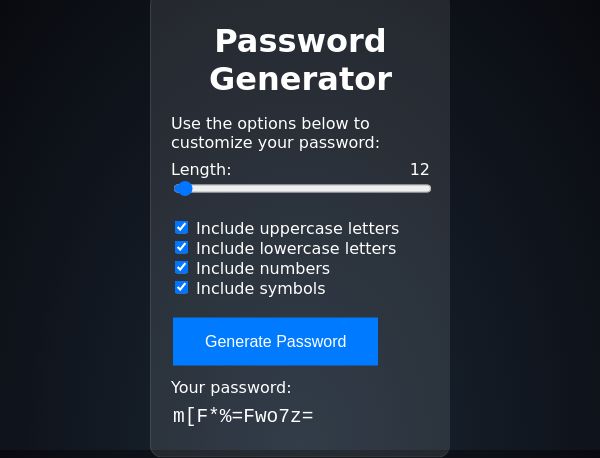 Password
Generator
Use the options below to
customize your password:
Length: 12
Include uppercase letters
Include lowercase letters
Include numbers
Include symbols
Generate Password
Your password:
m[F*%=Fwo7z=